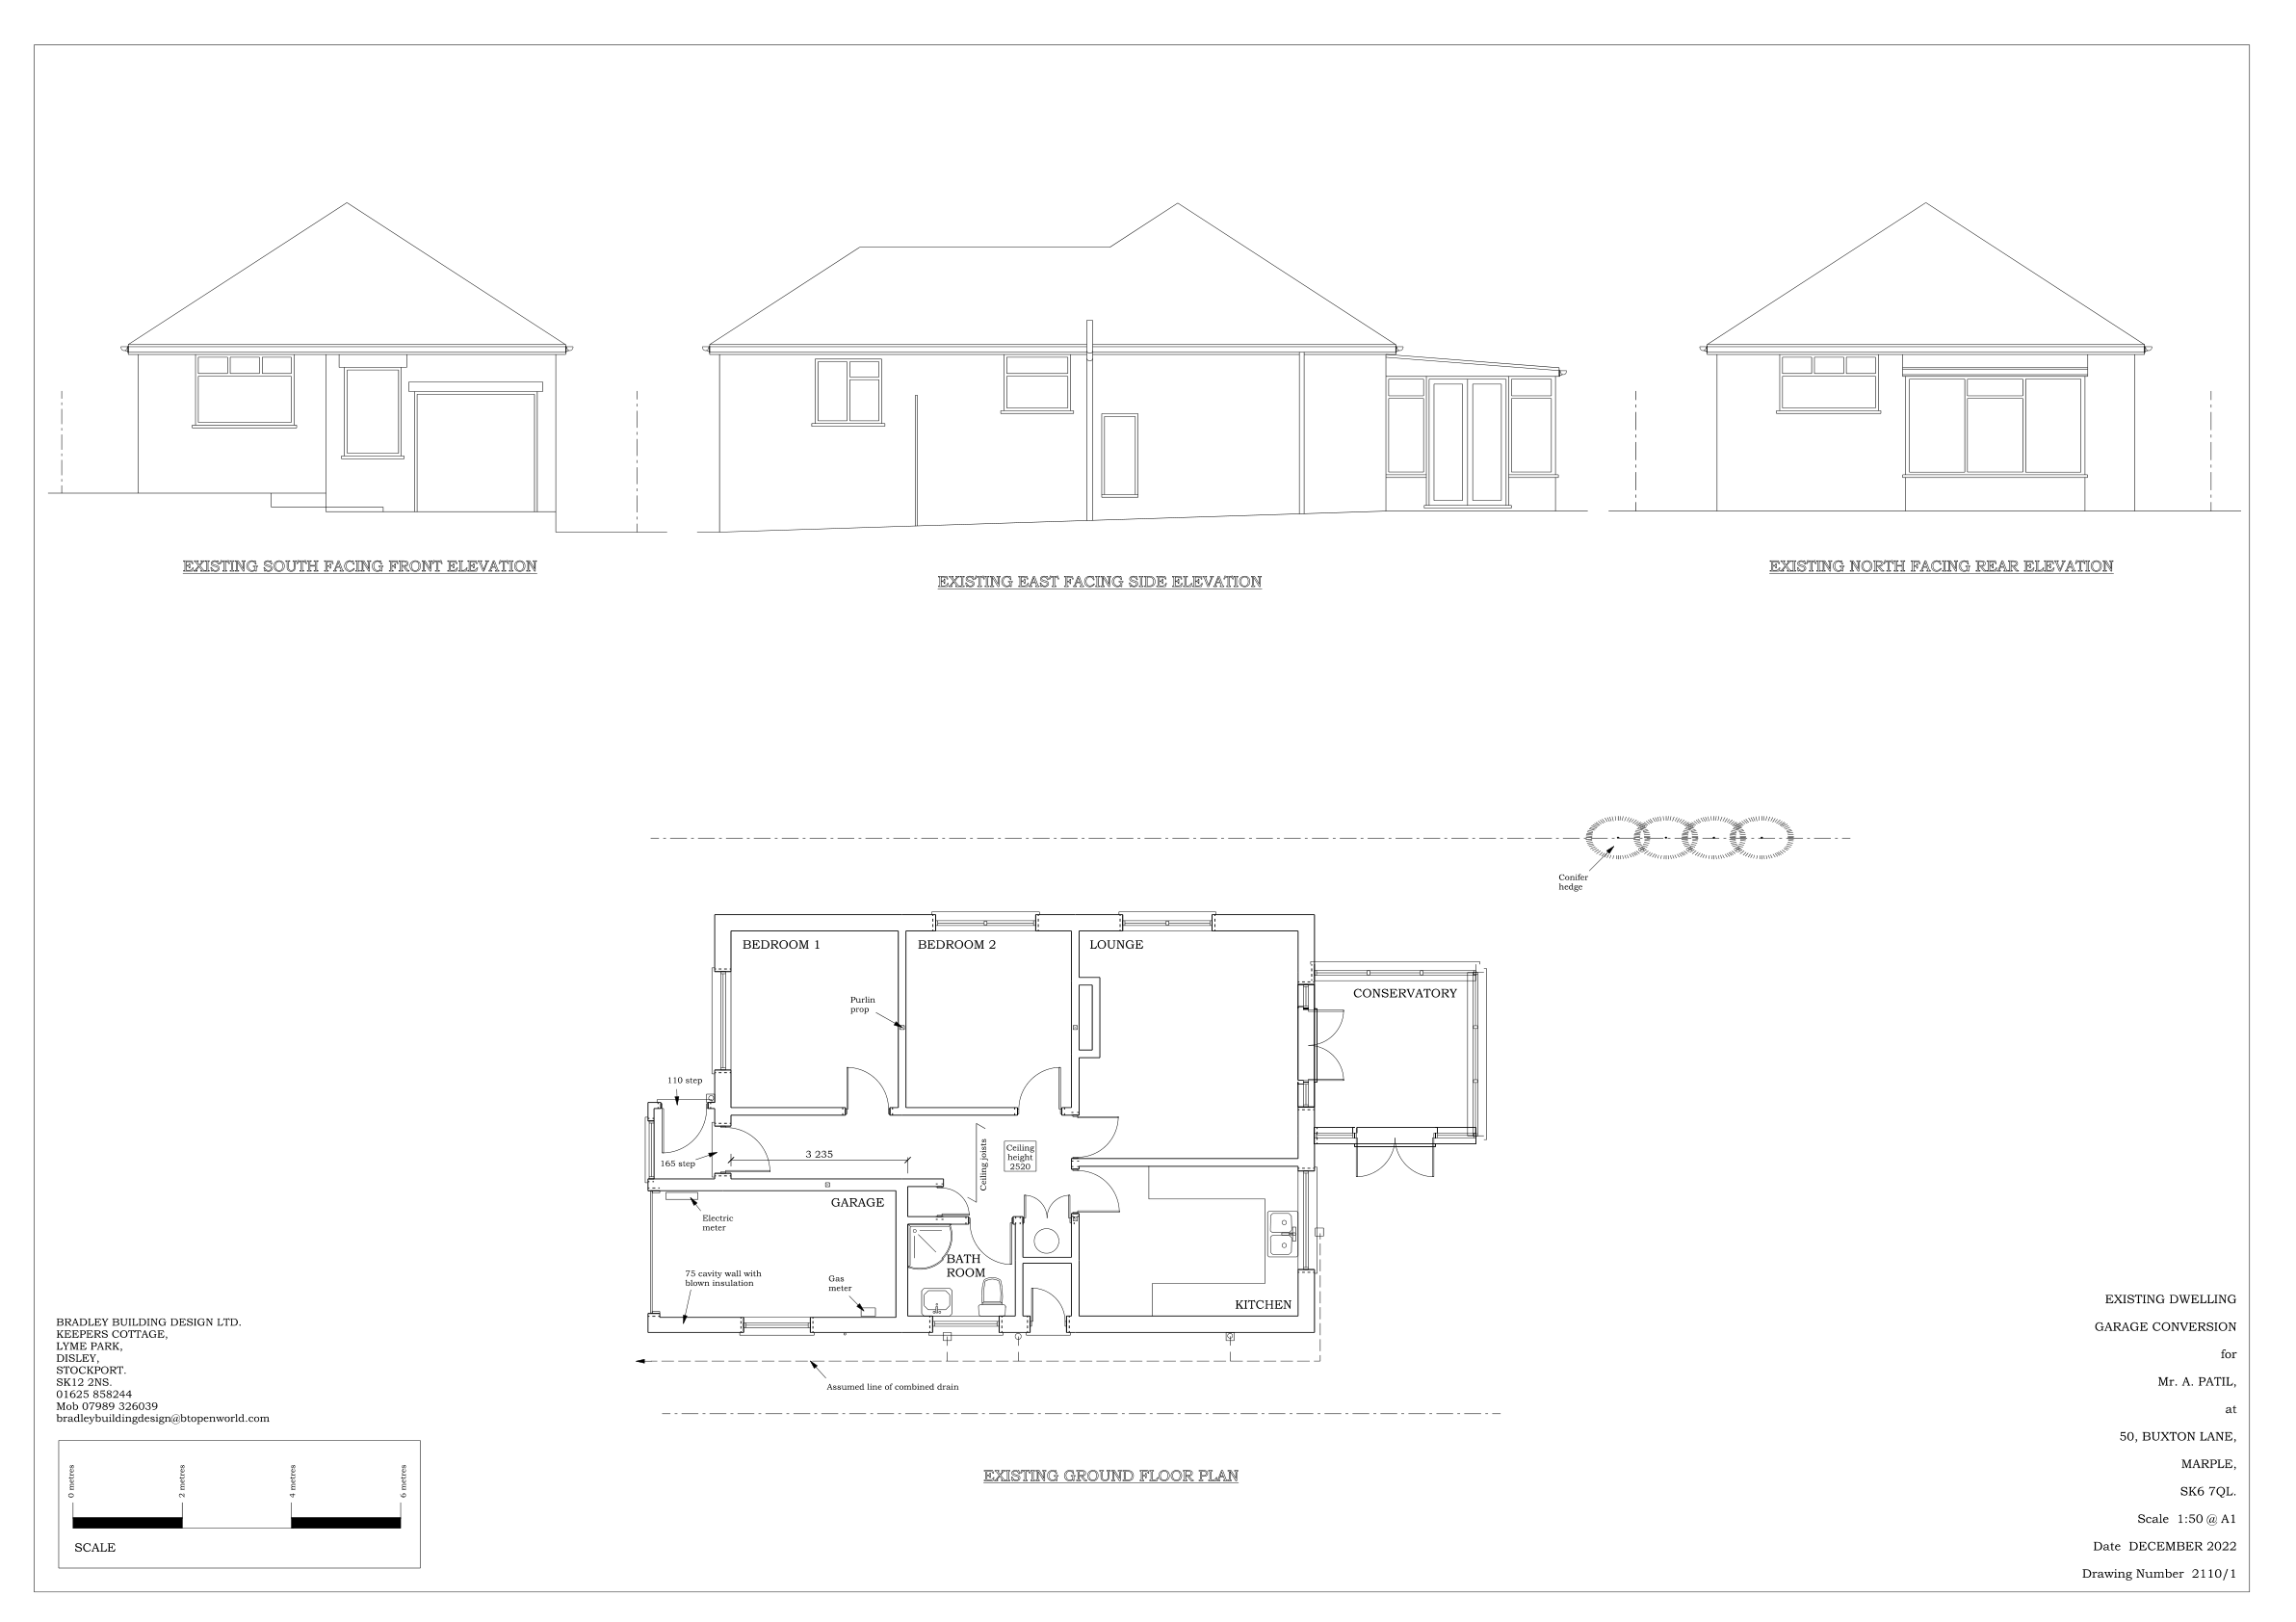 EXISTING SOUTH FACING FRONT ELEVATION
EXISTING EAST FACING SIDE ELEVATION
EXISTING NORTH FACING REAR ELEVATION
Conifer
hedge
BEDROOM 1
BEDROOM 2
LOUNGE
CONSERVATORY
Purlin
prop
110 step
165 step
3 235
Ceiling joists
Ceiling
height
2520
GARAGE
Electric
meter
BATH
ROOM
75 cavity wall with
blown insulation
Gas
meter
KITCHEN
Assumed line of combined drain
EXISTING GROUND FLOOR PLAN
BRADLEY BUILDING DESIGN LTD.
KEEPERS COTTAGE,
LYME PARK,
DISLEY,
STOCKPORT.
SK12 2NS.
01625 858244
Mob 07989 326039
bradleybuildingdesign@btopenworld.com
0 metres
2 metres
4 metres
6 metres
SCALE
EXISTING DWELLING
GARAGE CONVERSION
for
Mr. A. PATIL,
at
50, BUXTON LANE,
MARPLE,
SK6 7QL.
Scale 1:50 @ A1
Date DECEMBER 2022
Drawing Number 2110/1